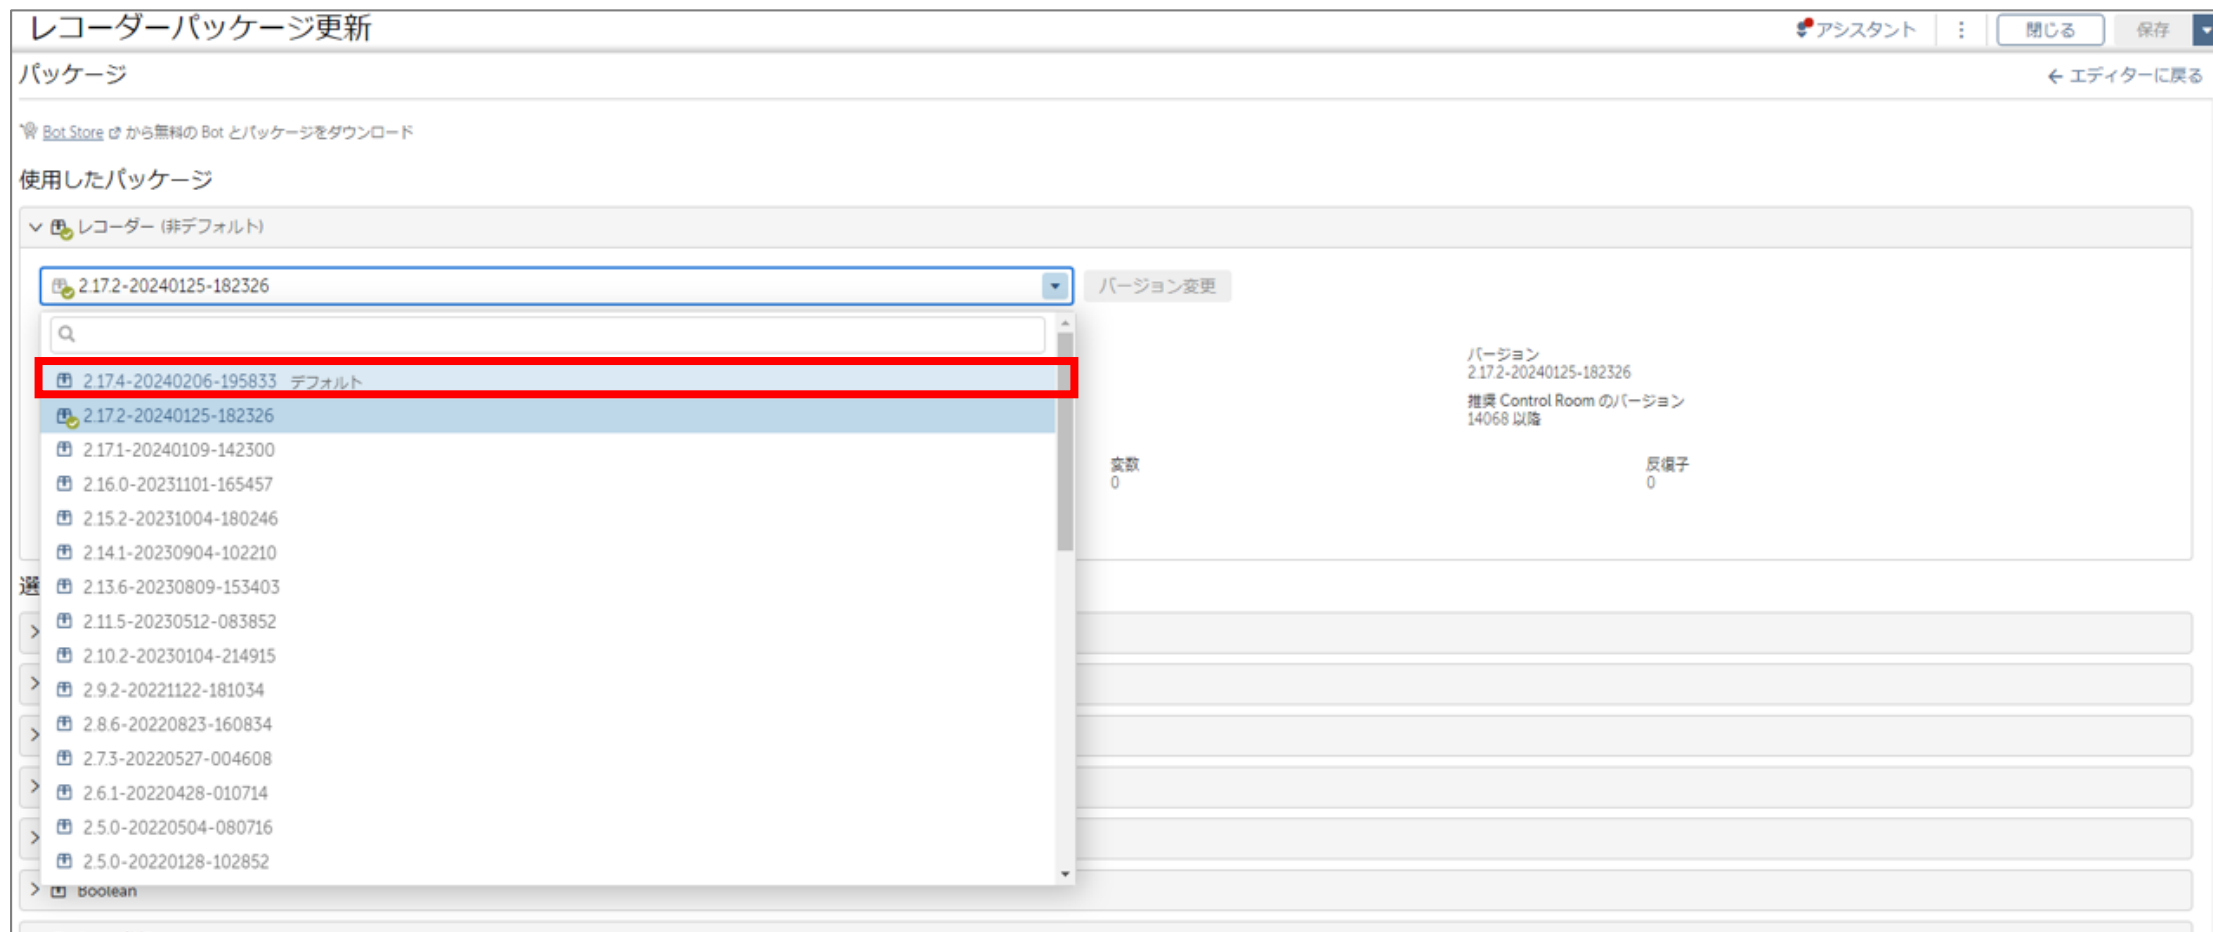 レコーダーパッケージ更新
アシスタント
閉じる
保存
パッケージ
← エディターに戻る
Bot Store から無料の Bot とパッケージをダウンロード
使用したパッケージ
レコーダー (非デフォルト)
2.17.2-20240125-182326
バージョン変更
2.17.4-20240206-195833 デフォルト
2.17.2-20240125-182326
2.17.1-20240109-142300
2.16.0-20231101-165457
2.15.2-20231004-180246
2.14.1-20230904-102210
2.13.6-20230809-153403
2.11.5-20230512-083852
2.10.2-20230104-214915
2.9.2-20221122-181034
2.8.6-20220823-160834
2.7.3-20220527-004608
2.6.1-20220428-010714
2.5.0-20220504-080716
2.5.0-20220128-102852
バージョン
2.17.2-20240125-182326
推奨 Control Room のバージョン
14068 以降
変数
0
反復子
0
選
Boolean